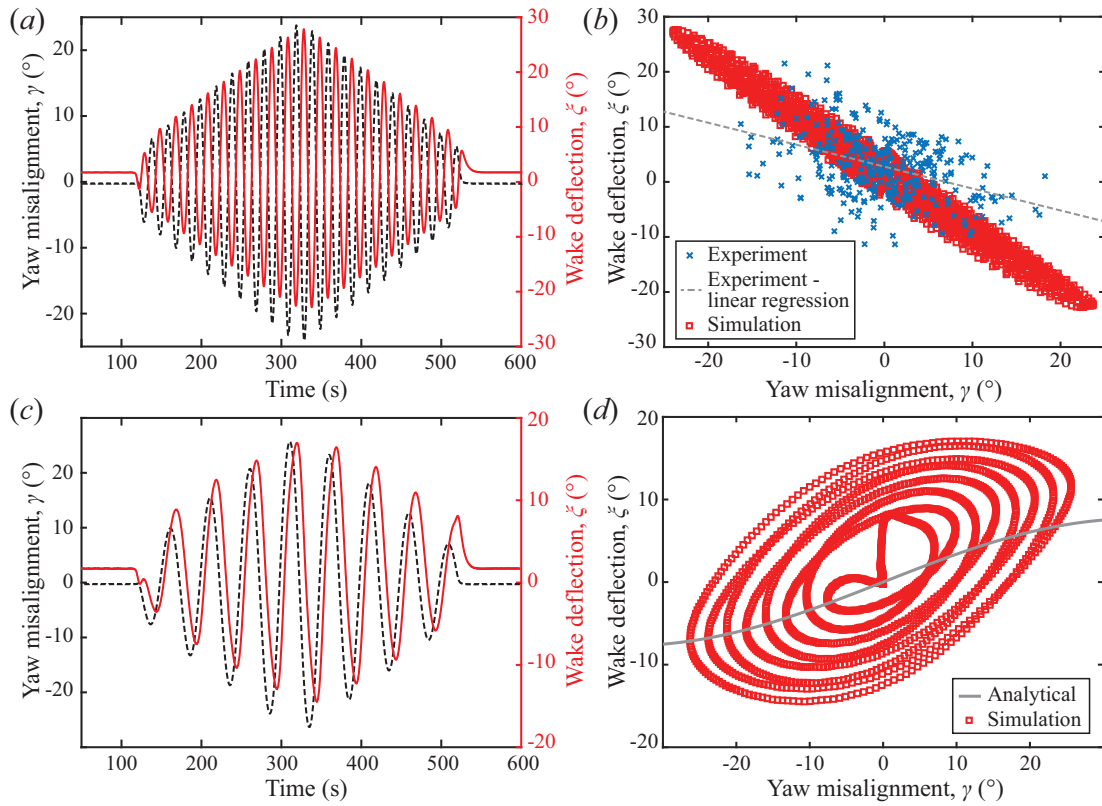 (a)
20
10
0
-10
-20
Yaw misalignment, γ (°)
30
20
10
0
-10
-20
-30
Wake deflection, ξ (°)
100 200 300 400 500 600
Time (s)
(b)
30
20
10
0
-10
-20
-30
Wake deflection, ξ (°)
Experiment
Experiment -
linear regression
Simulation
-20 -10 0 10 20
Yaw misalignment, γ (°)
(c)
20
10
0
-10
-20
Yaw misalignment, γ (°)
20
10
0
-10
-20
Wake deflection, ξ (°)
100 200 300 400 500 600
Time (s)
(d)
20
10
0
-10
-20
Wake deflection, ξ (°)
Analytical
Simulation
-30 -20 -10 0 10 20
Yaw misalignment, γ (°)